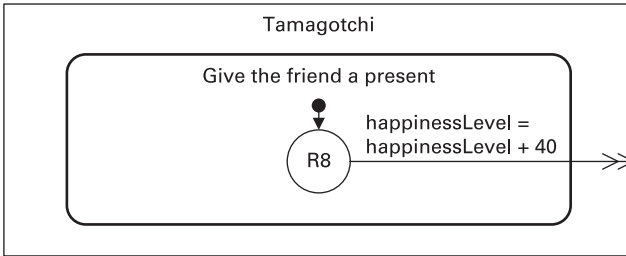 Tamagotchi
Give the friend a present
happinessLevel =
happinessLevel + 40
R8